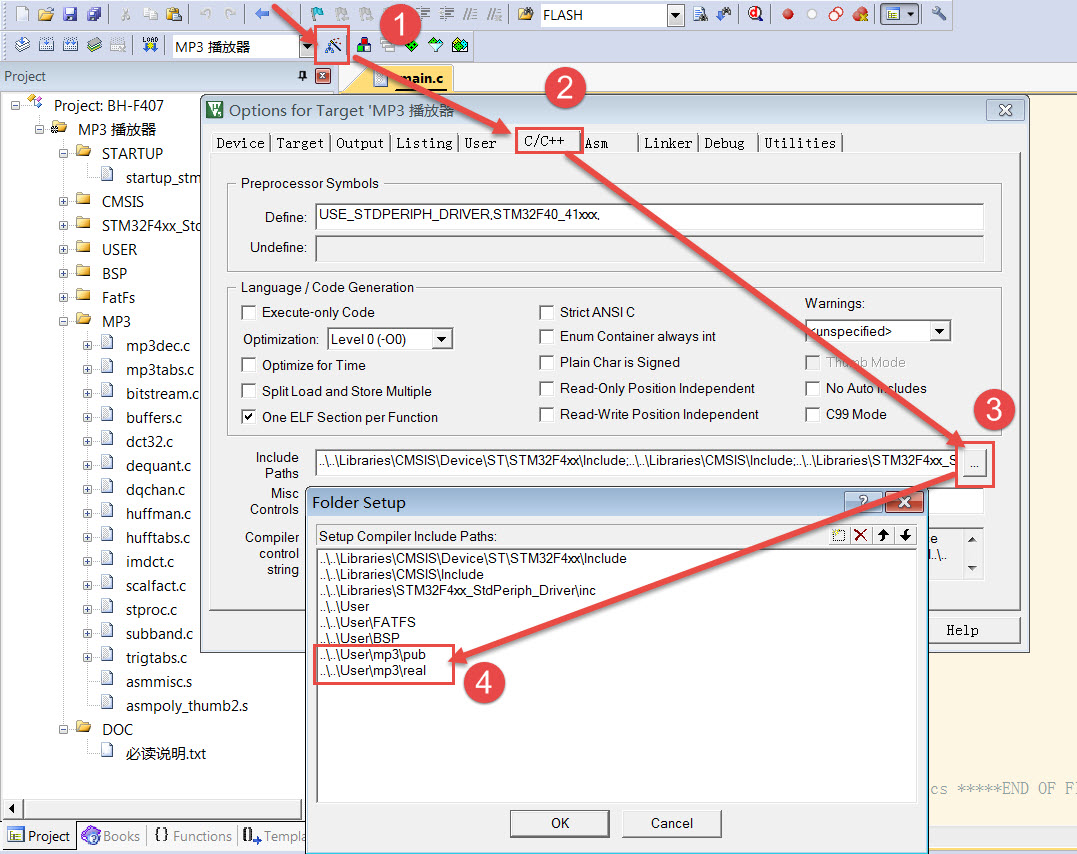 FLASH
MP3 播放器
1
Project
main.c
2
Project: BH-F407
MP3 播放器
STARTUP
startup_stm
CMSIS
STM32F4xx_Std
USER
BSP
FatFs
MP3
mp3dec.c
mp3tabs.c
bitstream.c
buffers.c
dct32.c
dequant.c
dqchan.c
huffman.c
hufftabs.c
imdct.c
scalfact.c
stproc.c
subband.c
trigtabs.c
asmmisc.s
asmpoly_thumb2.s
DOC
必读说明.txt
Options for Target 'MP3 播放器
Device Target Output Listing User C/C++ Asm Linker Debug Utilities
Preprocessor Symbols
Define: USE_STDPERIPH_DRIVER,STM32F40_41xxx,
Undefine:
Language / Code Generation
Execute-only Code
Optimization: Level 0 (-O0)
Optimize for Time
Split Load and Store Multiple
One ELF Section per Function
Strict ANSI C
Enum Container always int
Plain Char is Signed
Read-Only Position Independent
Read-Write Position Independent
Warnings:
<unspecified>
Thumb Mode
No Auto Includes
C99 Mode
3
Include Paths ..\..\Libraries\CMSIS\Device\ST\STM32F4xx\Include;..\..\Libraries\CMSIS\Include;..\..\Libraries\STM32F4xx_S ...
Misc Controls
Compiler control string
Help
Folder Setup
Setup Compiler Include Paths:
..\..\Libraries\CMSIS\Device\ST\STM32F4xx\Include
..\..\Libraries\CMSIS\Include
..\..\Libraries\STM32F4xx_StdPeriph_Driver\inc
..\..\User
..\..\User\FATFS
..\..\User\BSP
..\..\User\mp3\pub
..\..\User\mp3\real
4
OK Cancel
cs *****END OF F
Project Books {} Functions Templa